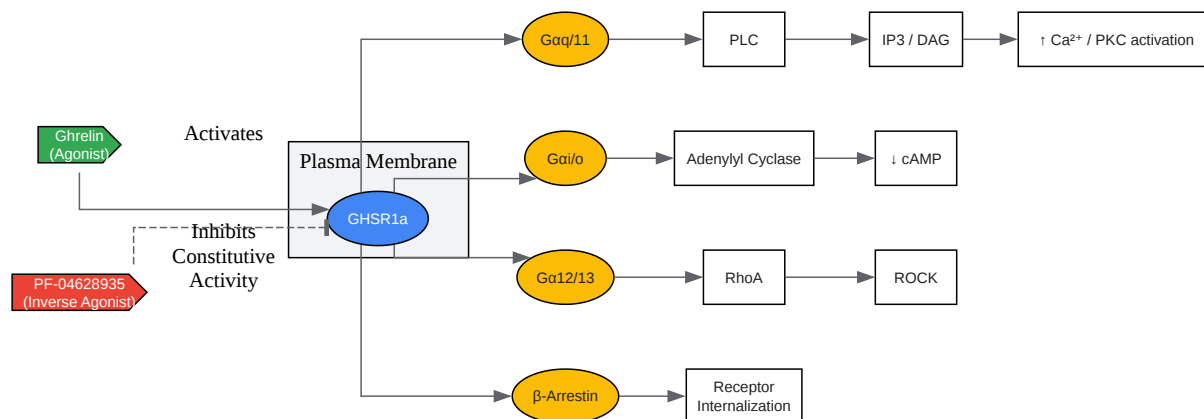 Gαq/11
PLC
IP3 / DAG
↑ Ca²⁺ / PKC activation
Ghrelin
(Agonist)
Activates
Plasma Membrane
GHSR1a
Gαi/o
Adenylyl Cyclase
↓ cAMP
Inhibits
Constitutive
Activity
PF-04628935
(Inverse Agonist)
Gα12/13
RhoA
ROCK
β-Arrestin
Receptor
Internalization